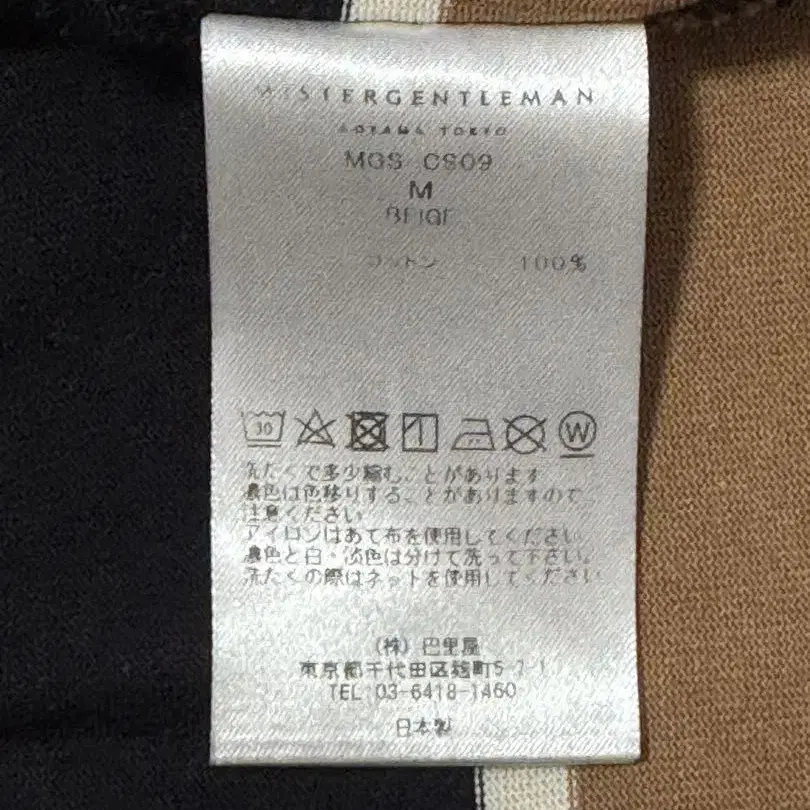 MISTERGENTLEMAN
AOYAMA TOKYO
MGS-CS09
M
BEIGE
コットン 100%
30
W
洗たくで多少縮むことがあります
濃色は色移りすることがありますので
注意ください
アイロンはあて布を使用してください
濃色と白・淡色は分けて洗って下さい。
洗たくの際はネットを使用してください
(株) 巴里屋
東京都千代田区麹町5-7-1
TEL:03-6418-1460
日本製